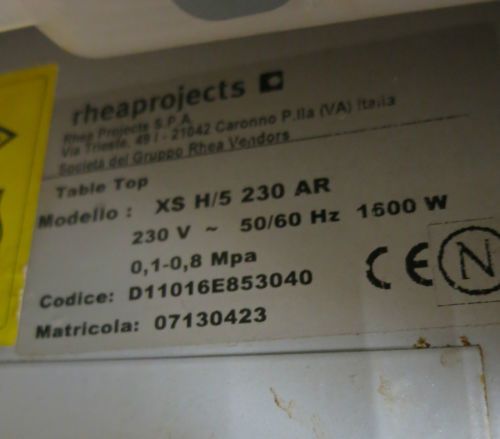 rheaprojects
Rhea Projects S.P.A
Via Trieste, 49 I - 21042 Caronno P.lla (VA) Italia
Società del Gruppo Rhea Vendors
Table Top
Modello : XS H/5 230 AR
230 V ~ 50/60 Hz 1600 W
0,1-0,8 Mpa
Codice: D11016E853040
Matricola: 07130423
CE N